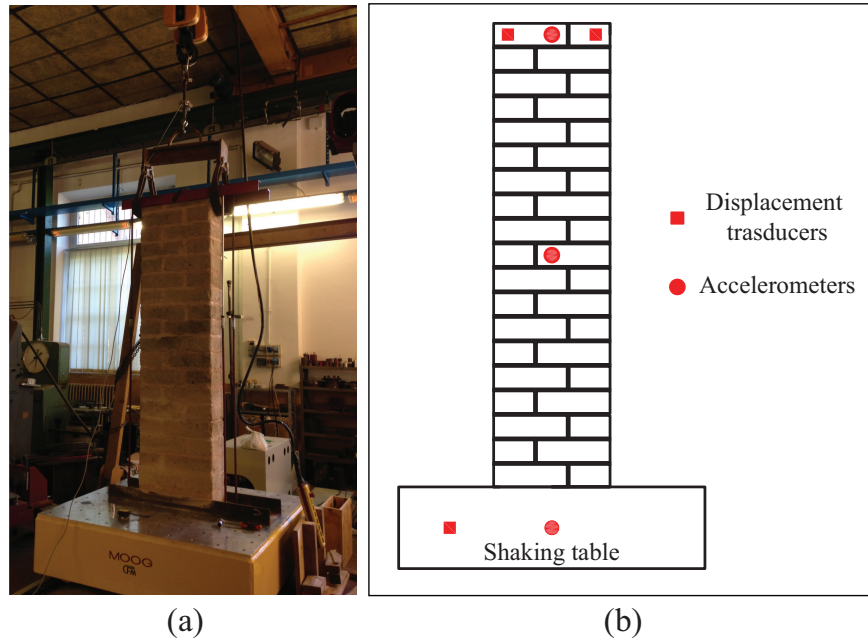 MOOG
Displacement
trasducers
Accelerometers
Shaking table
(a)
(b)